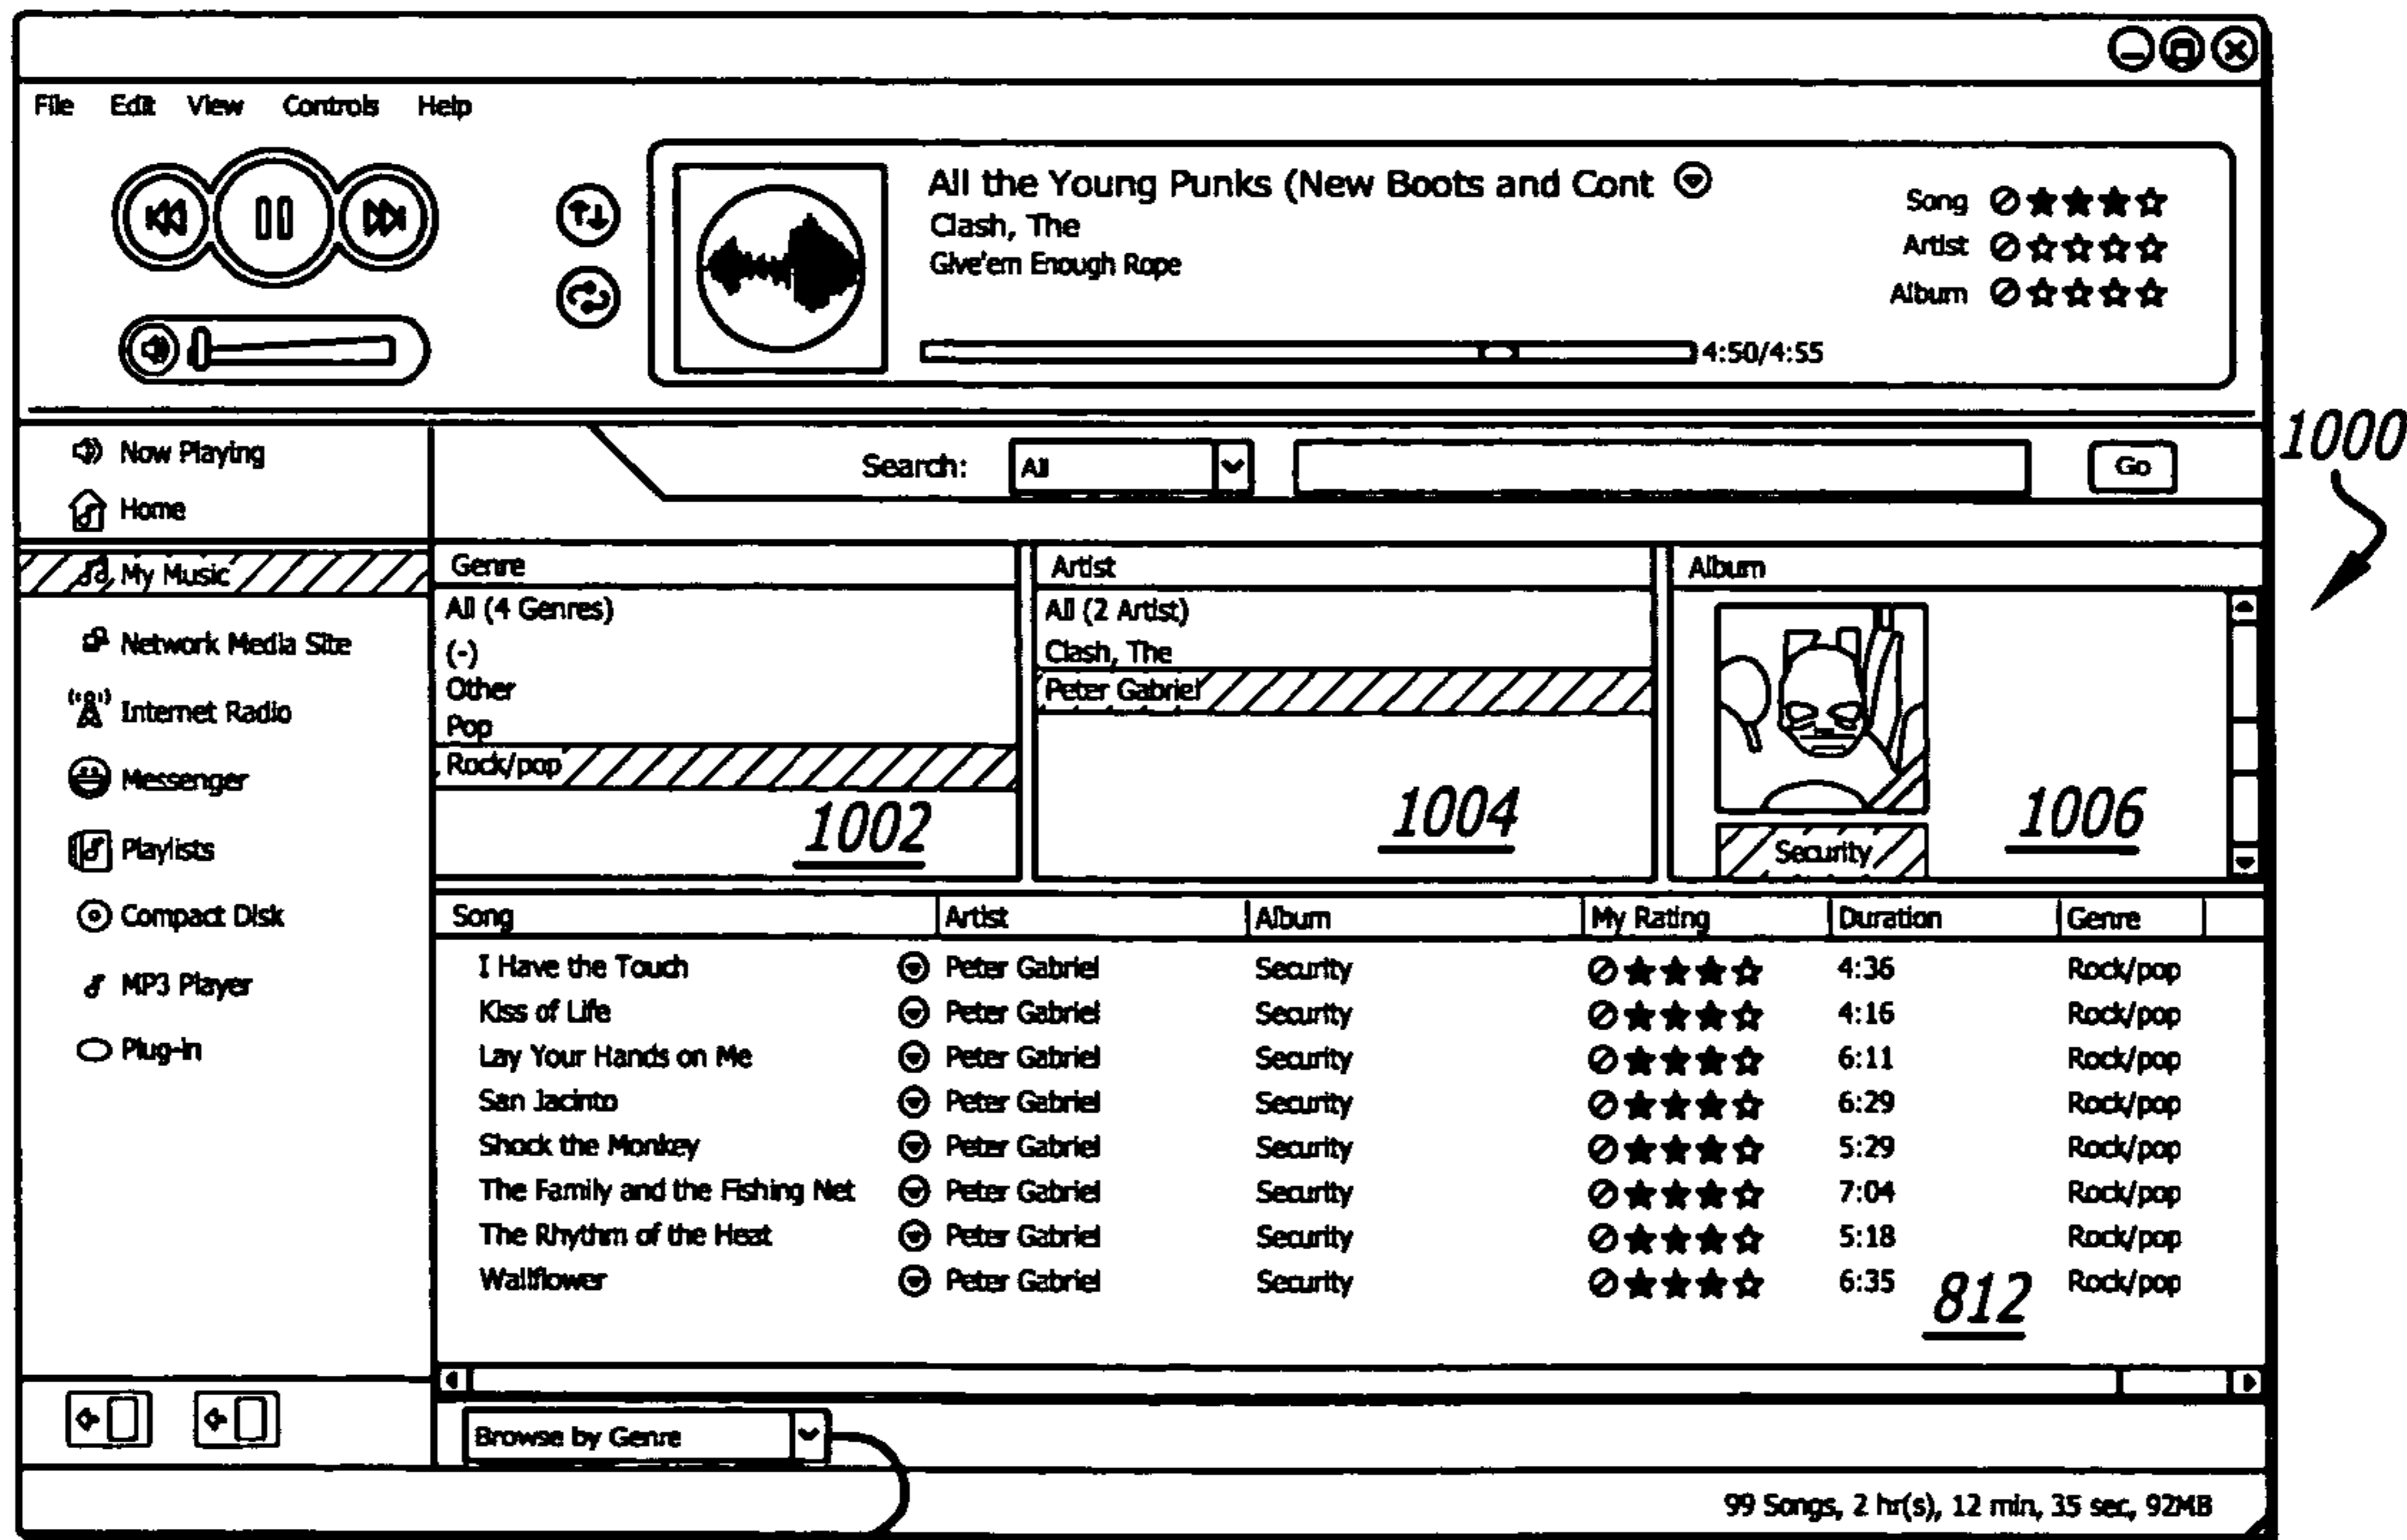 File Edit View Controls Help
All the Young Punks (New Boots and Cont
Clash, The
Give'em Enough Rope
Song
Artist
Album
4:50/4:55
1000
Now Playing
Home
Search: All Go
My Music
Network Media Site
Internet Radio
Messenger
Playlists
Compact Disk
MP3 Player
Plug-in
Genre
All (4 Genres)
(-)
Other
Pop
Rock/pop
1002
Artist
All (2 Artist)
Clash, The
Peter Gabriel
1004
Album
Security
1006
Song Artist Album My Rating Duration Genre
I Have the Touch Peter Gabriel Security 4:36 Rock/pop
Kiss of Life Peter Gabriel Security 4:16 Rock/pop
Lay Your Hands on Me Peter Gabriel Security 6:11 Rock/pop
San Jacinto Peter Gabriel Security 6:29 Rock/pop
Shock the Monkey Peter Gabriel Security 5:29 Rock/pop
The Family and the Fishing Net Peter Gabriel Security 7:04 Rock/pop
The Rhythm of the Heat Peter Gabriel Security 5:18 Rock/pop
Wallflower Peter Gabriel Security 6:35 Rock/pop
812
Browse by Genre
99 Songs, 2 hr(s), 12 min, 35 sec, 92MB